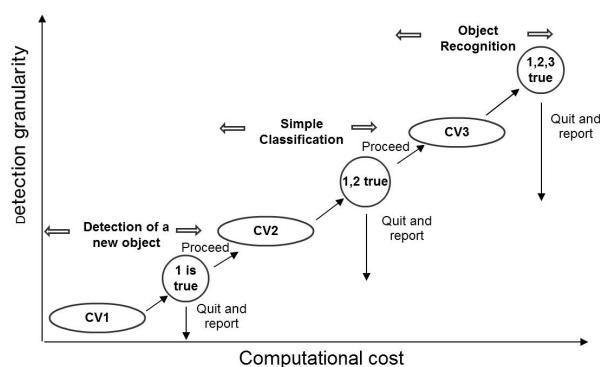 Object
Recognition
1,2,3
true
Detection granularity
Quit and
report
CV3
Simple
Classification
Proceed
1,2 true
Quit and
report
Detection of a
new object
CV2
Proceed
1 is
true
Quit and
report
CV1
Computational cost